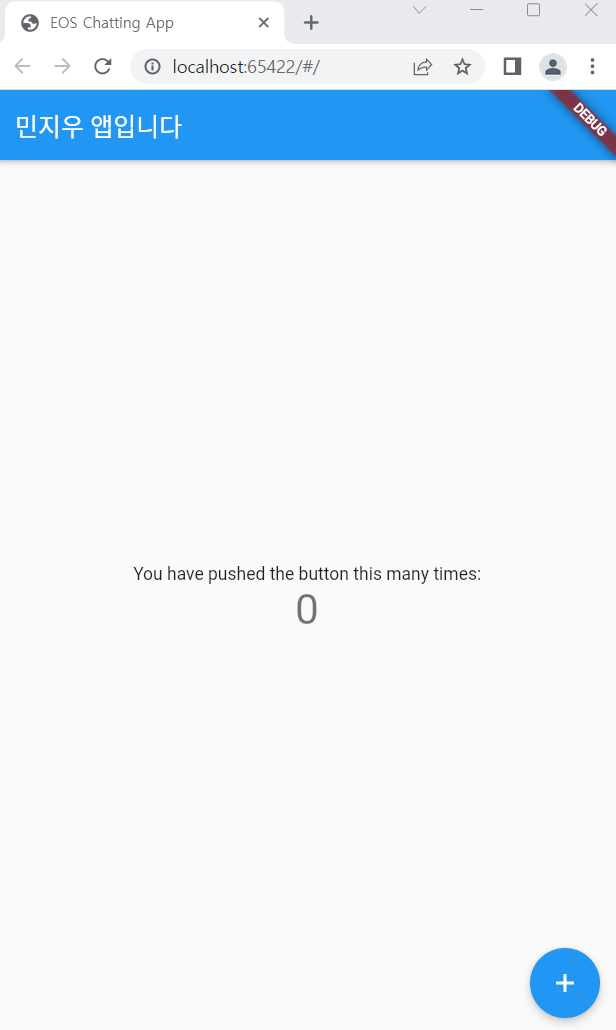 EOS Chatting App
localhost:65422/#/
민지우 앱입니다
DEBUG
You have pushed the button this many times:
0